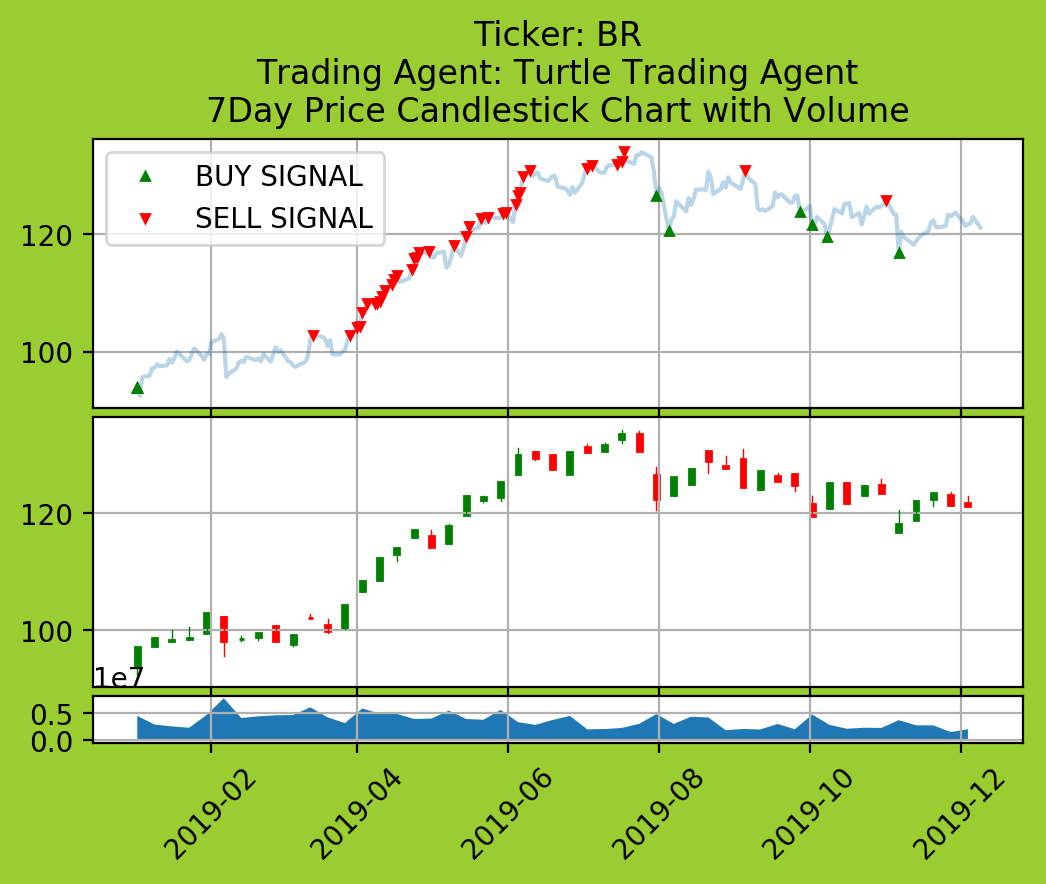 Ticker: BR
Trading Agent: Turtle Trading Agent
7Day Price Candlestick Chart with Volume
BUY SIGNAL
SELL SIGNAL
120
100
120
100
1e7
0.5
0.0
2019-02
2019-04
2019-06
2019-08
2019-10
2019-12